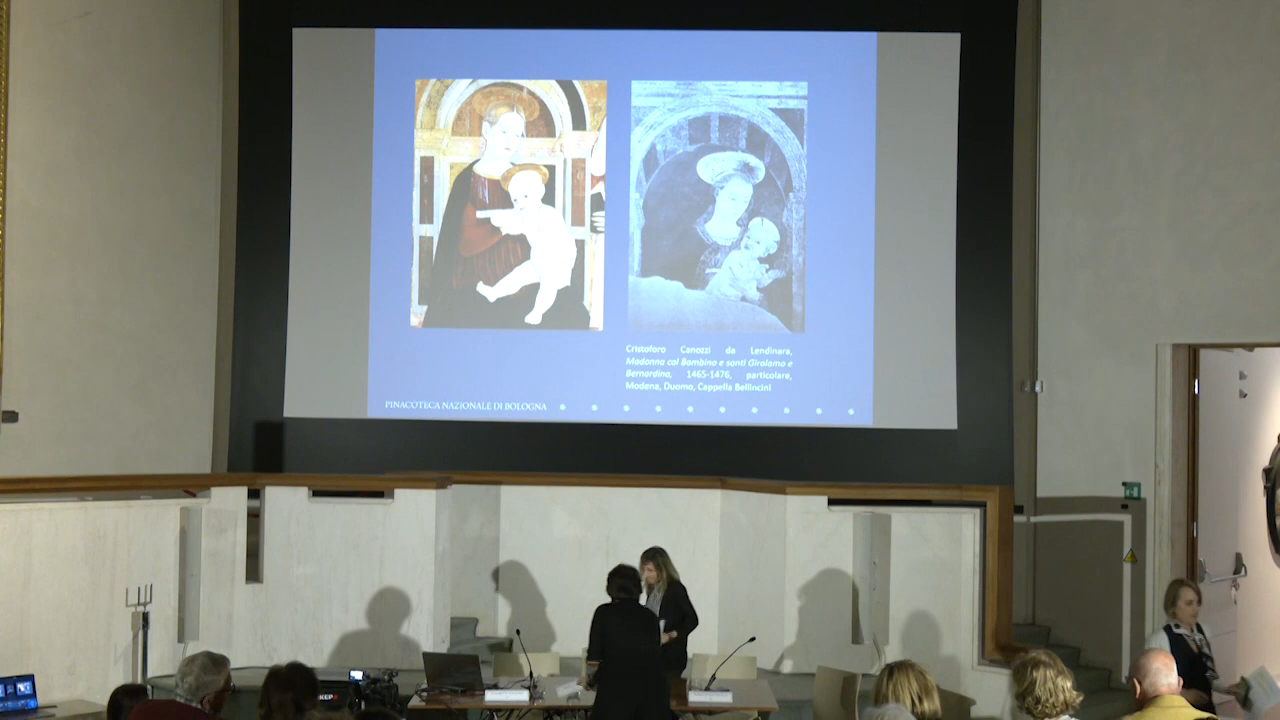 Cristoforo Canozzi da Lendinara,
Madonna col Bambino e santi Girolamo e
Bernardino, 1465-1476, particolare,
Modena, Duomo, Cappella Bellincini
PINACOTECA NAZIONALE DI BOLOGNA